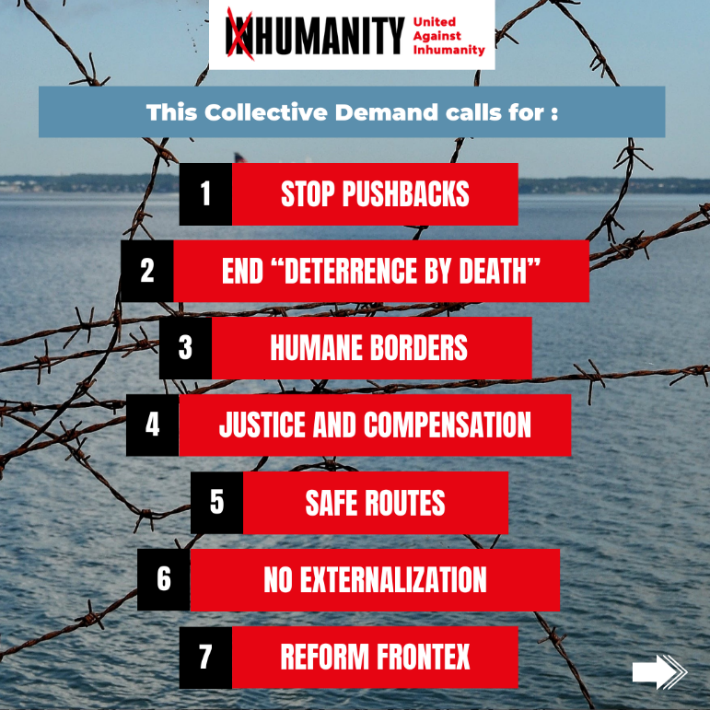 INHUMANITY
United
Against
Inhumanity
This Collective Demand calls for :
1 STOP PUSHBACKS
2 END “DETERRENCE BY DEATH”
3 HUMANE BORDERS
4 JUSTICE AND COMPENSATION
5 SAFE ROUTES
6 NO EXTERNALIZATION
7 REFORM FRONTEX